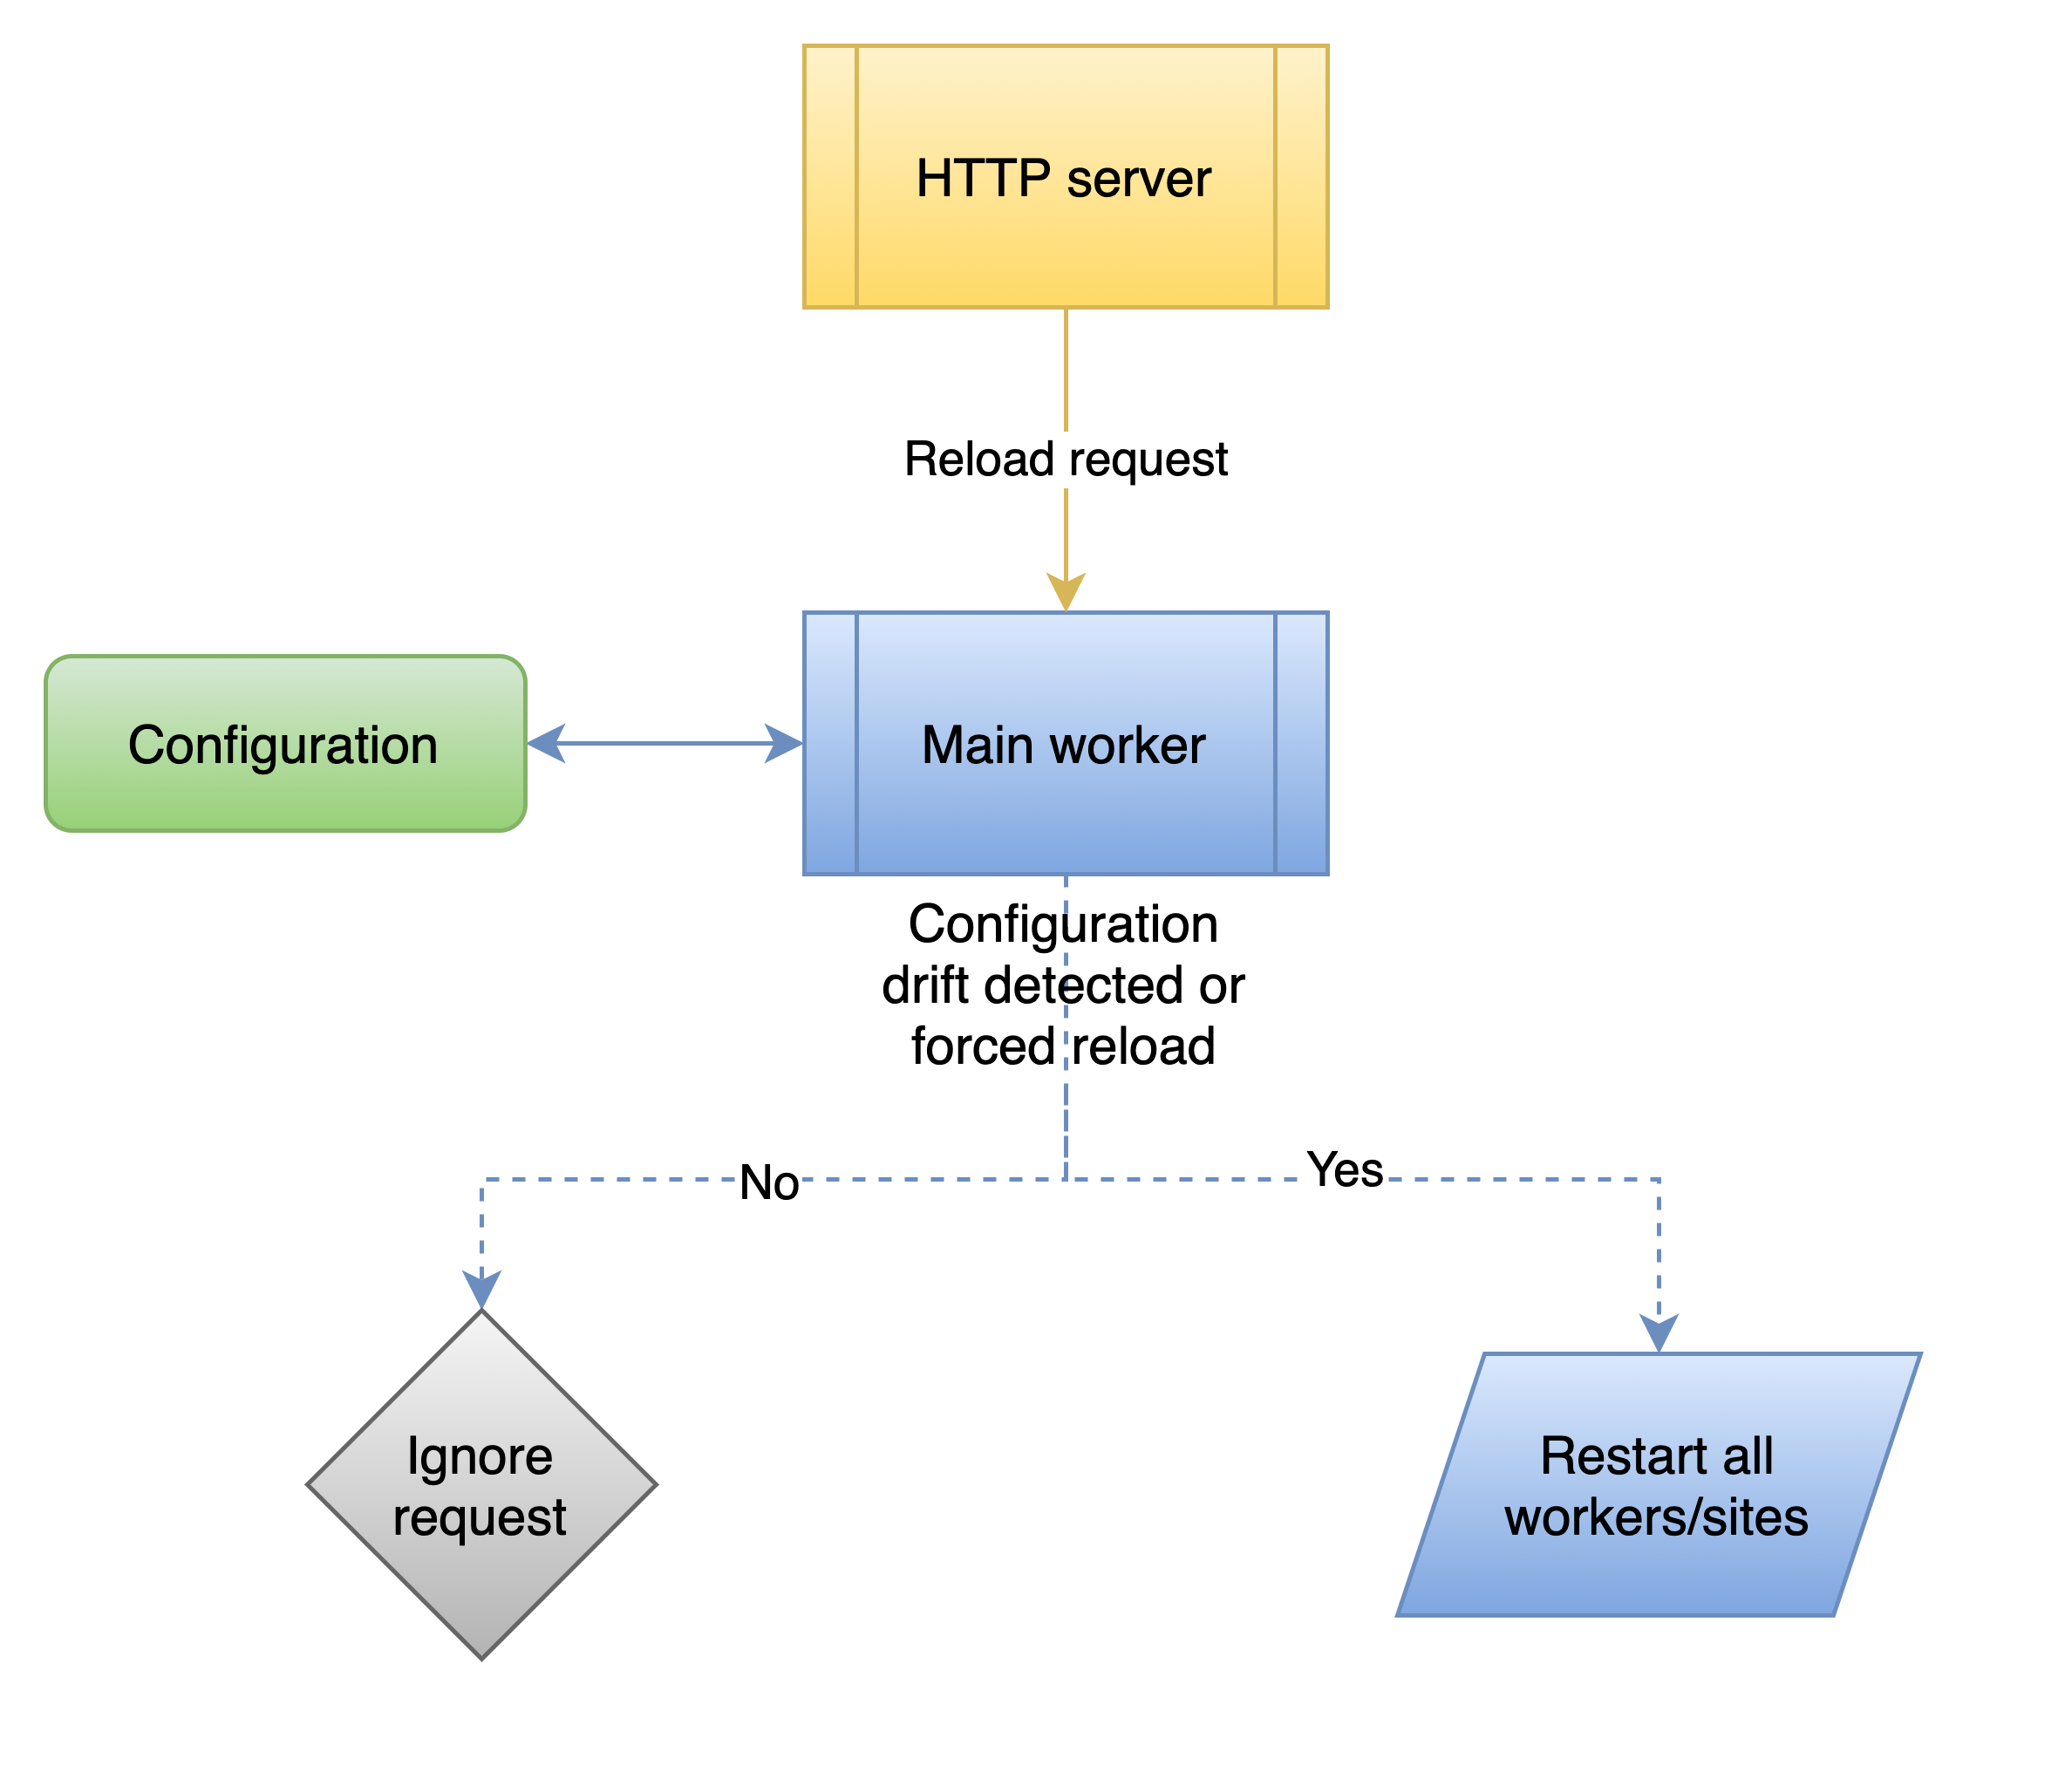 HTTP server
Reload request
Configuration
Main worker
Configuration
drift detected or
forced reload
No
Yes
Ignore
request
Restart all
workers/sites